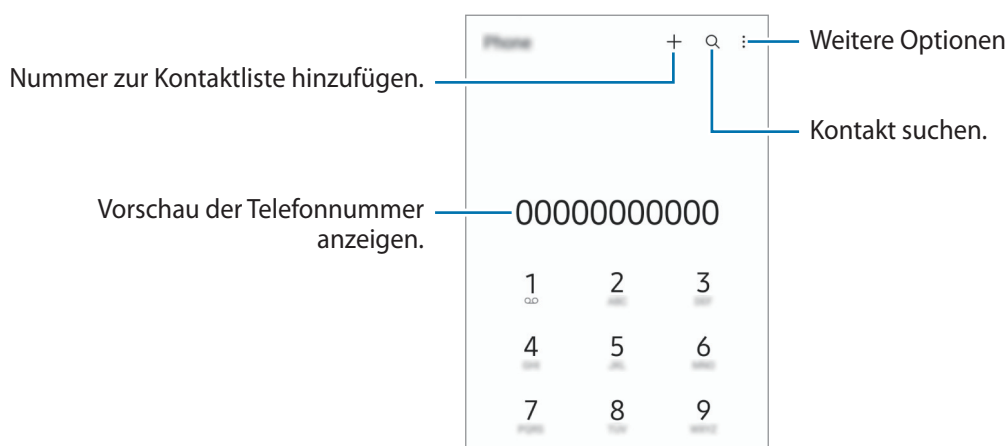 Phone
Weitere Optionen
Nummer zur Kontaktliste hinzufügen.
Kontakt suchen.
Vorschau der Telefonnummer
anzeigen.
00000000000
1 2 3
ABC DEF
4 5 6
GHI JKL MNO
7 8 9
PQRS TUV WXYZ